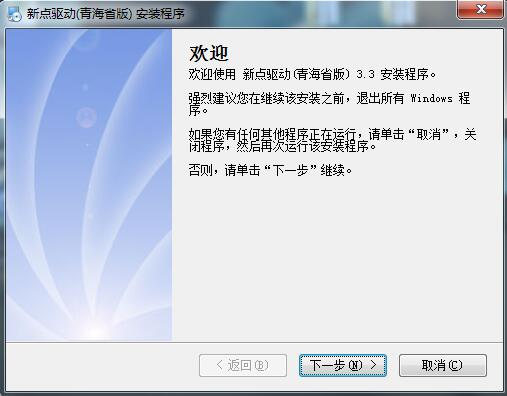 新点驱动(青海省版) 安装程序
欢迎
欢迎使用 新点驱动(青海省版) 3.3 安装程序。
强烈建议您在继续该安装之前，退出所有 Windows 程
序。
如果您有任何其他程序正在运行，请单击“取消”，关
闭程序，然后再次运行该安装程序。
否则，请单击“下一步”继续。
< 返回(B)
下一步(N) >
取消(C)